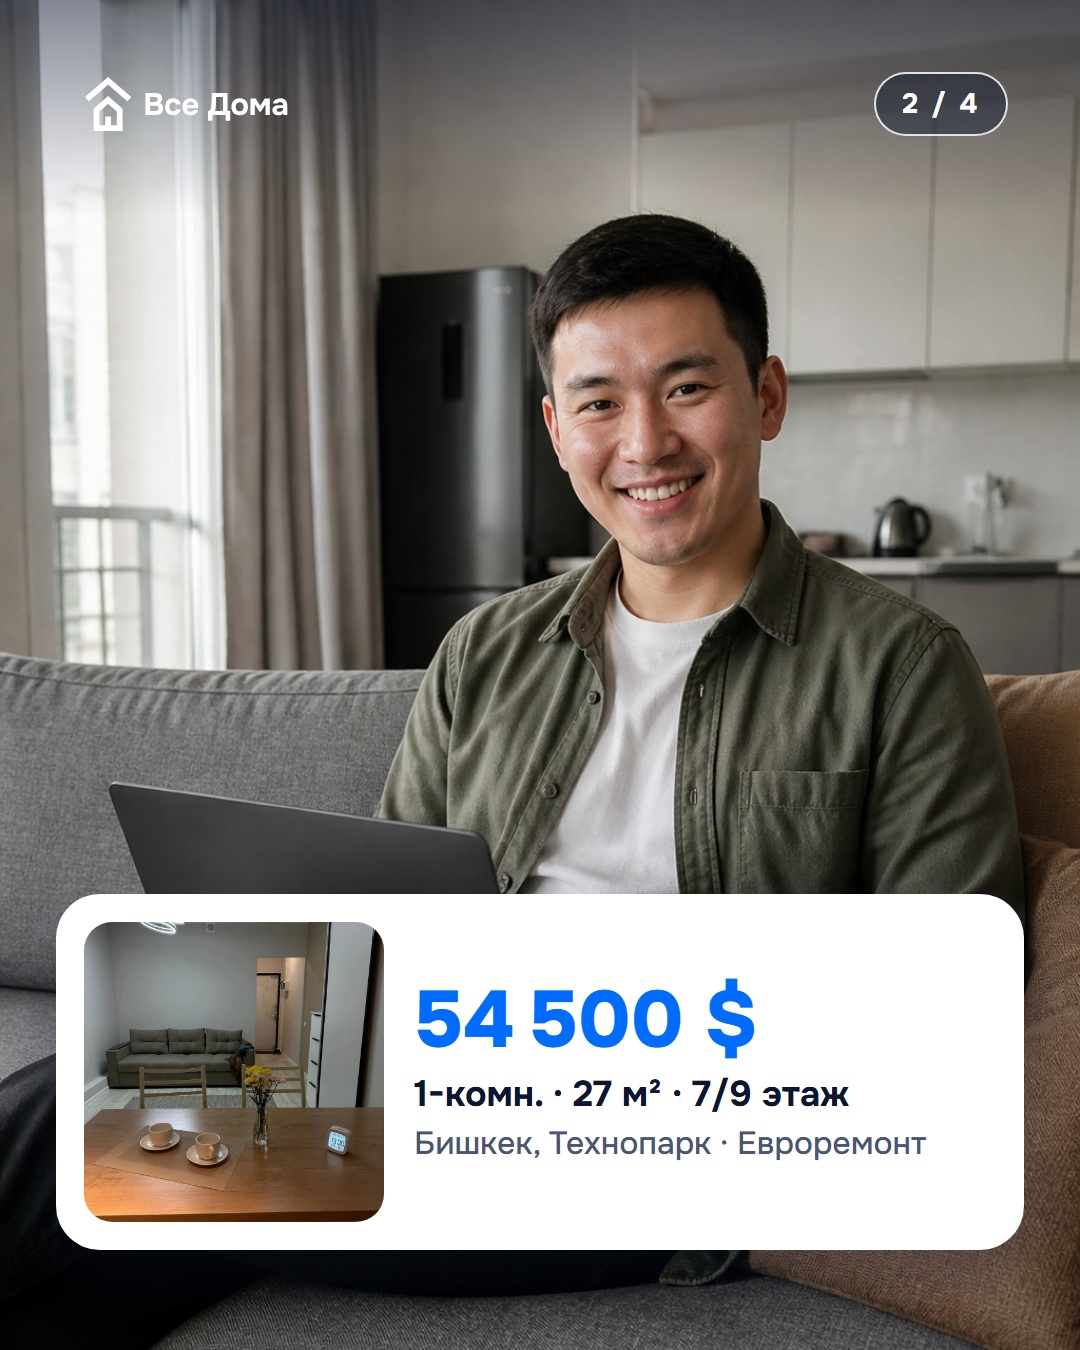 Все Дома
2 / 4
54 500 $
1-комн. · 27 м² · 7/9 этаж
Бишкек, Технопарк · Евроремонт